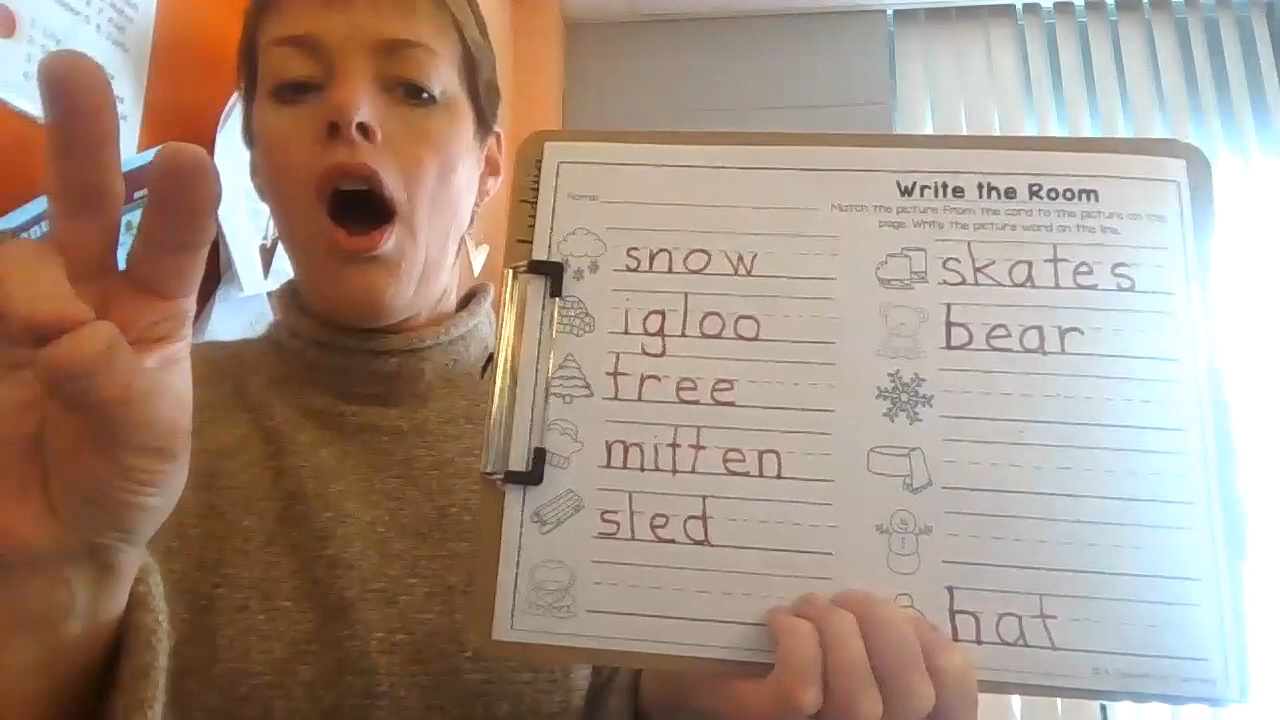 Write the Room
Name:
Match the picture from the card to the picture on this
page. Write the picture word on the line.
snow
igloo
tree
mitten
sled
skates
bear
hat